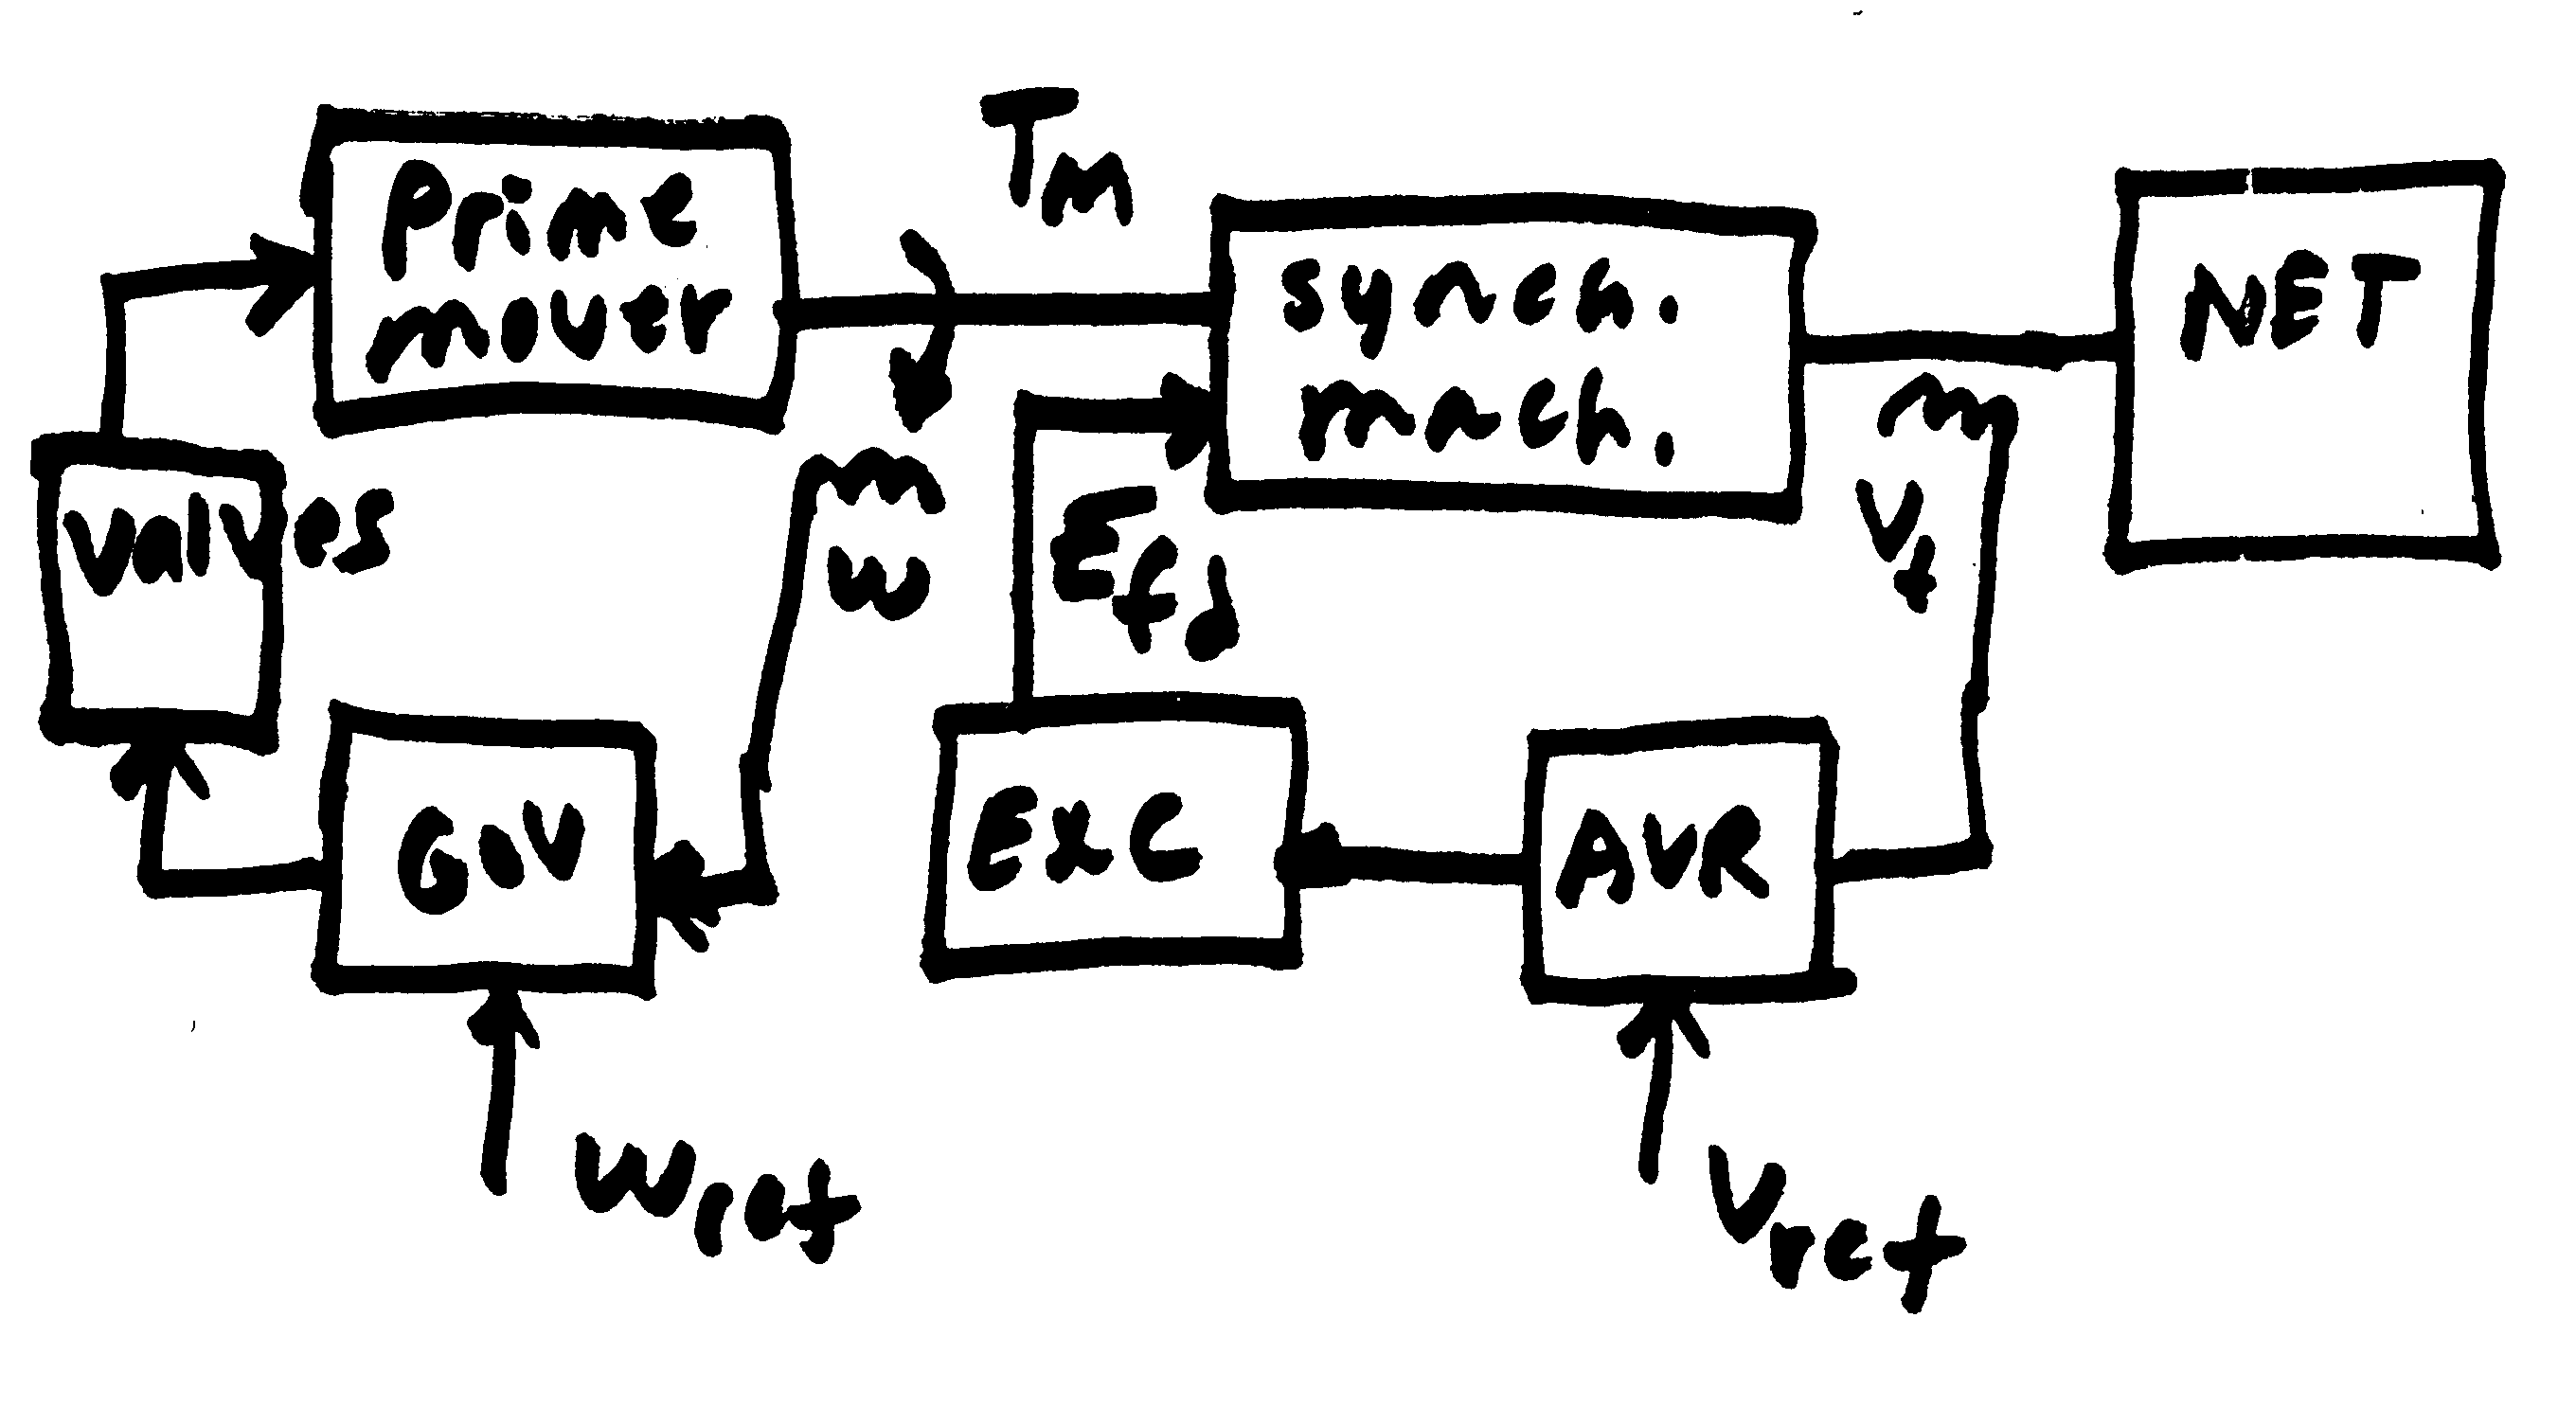 Tm
Prime
mover
synch.
mach.
NET
valves
w
Efd
Vt
GOV
EXC
AVR
wref
Vref